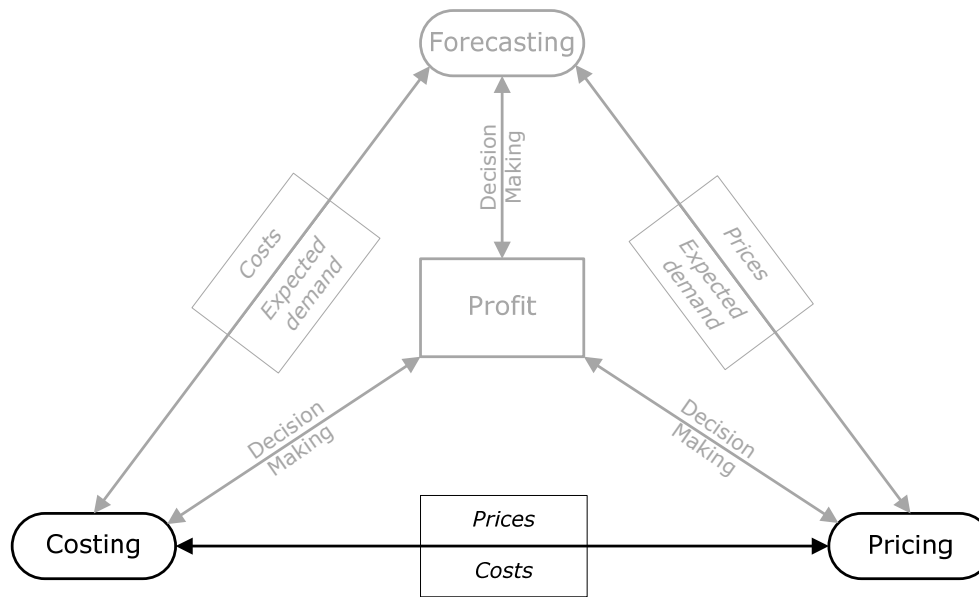 Forecasting
Decision
Making
Costs
Expected
demand
Prices
Expected
demand
Profit
Decision
Making
Decision
Making
Prices
Costing
Pricing
Costs